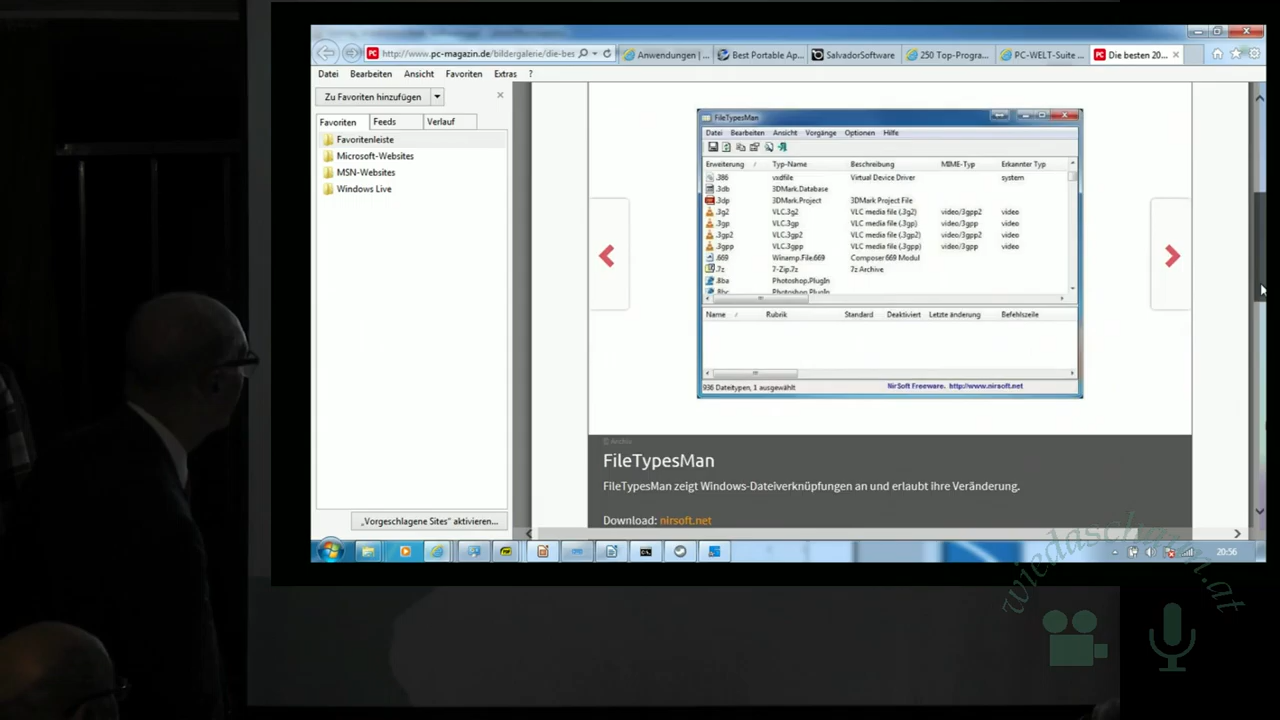 http://www.pc-magazin.de/bildergalerie/die-bes
Anwendungen |...
Best Portable Ap...
SalvadorSoftware
250 Top-Progra...
PC-WELT-Suite ...
Die besten 20...
Datei Bearbeiten Ansicht Favoriten Extras ?
Zu Favoriten hinzufügen
Favoriten Feeds Verlauf
Favoritenleiste
Microsoft-Websites
MSN-Websites
Windows Live
„Vorgeschlagene Sites" aktivieren...
FileTypesMan
Datei Bearbeiten Ansicht Vorgänge Optionen Hilfe
Erweiterung / Typ-Name Beschreibung MIME-Typ Erkannter Typ
.386 vxdfile Virtual Device Driver system
.3db 3DMark.Database
.3dp 3DMark.Project 3DMark Project File
.3g2 VLC.3g2 VLC media file (.3g2) video/3gpp2 video
.3gp VLC.3gp VLC media file (.3gp) video/3gpp video
.3gp2 VLC.3gp2 VLC media file (.3gp2) video/3gpp2 video
.3gpp VLC.3gpp VLC media file (.3gpp) video/3gpp video
.669 Winamp.File.669 Composer 669 Modul
.7z 7-Zip.7z 7z Archive
.8ba Photoshop.PlugIn
.8bc Photoshop.PlugIn
Name / Rubrik Standard Deaktiviert Letzte Änderung Befehlszeile
936 Dateitypen, 1 ausgewählt NirSoft Freeware. http://www.nirsoft.net
© Archiv
FileTypesMan
FileTypesMan zeigt Windows-Dateiverknüpfungen an und erlaubt ihre Veränderung.
Download: nirsoft.net
20:56
wiedaschaun.at